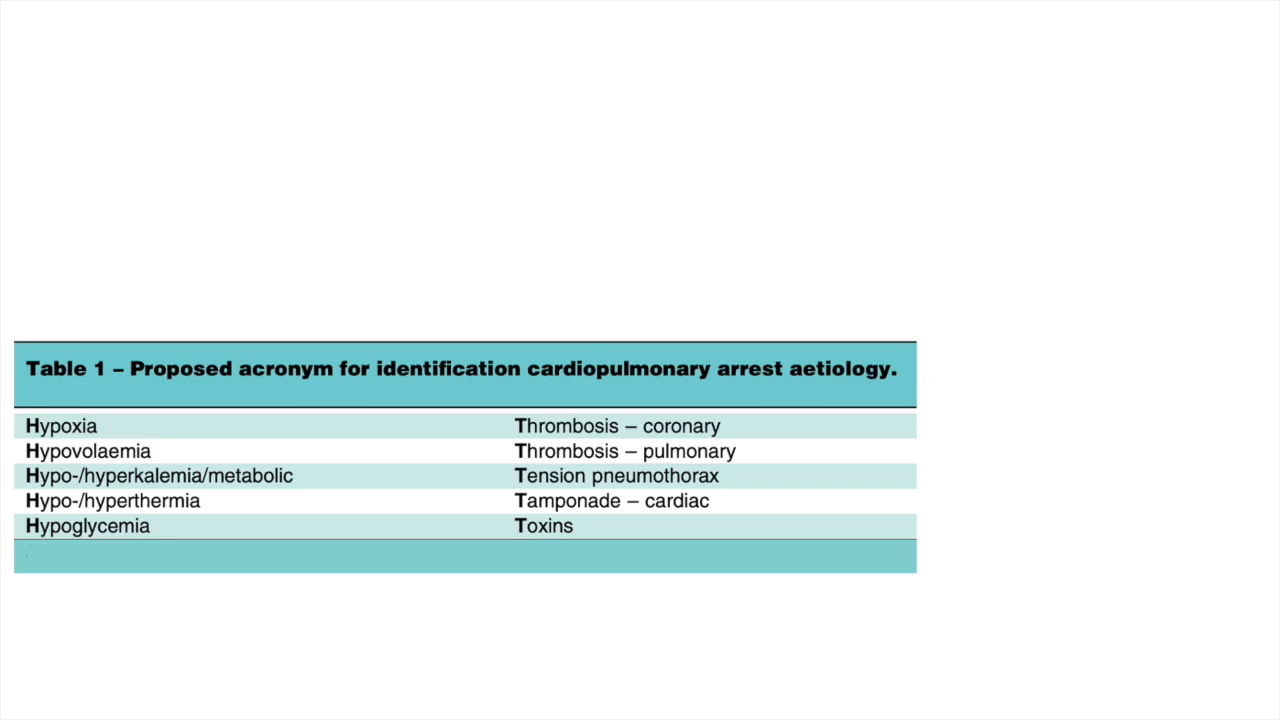 Table 1 – Proposed acronym for identification cardiopulmonary arrest aetiology.
Hypoxia Thrombosis – coronary
Hypovolaemia Thrombosis – pulmonary
Hypo-/hyperkalemia/metabolic Tension pneumothorax
Hypo-/hyperthermia Tamponade – cardiac
Hypoglycemia Toxins